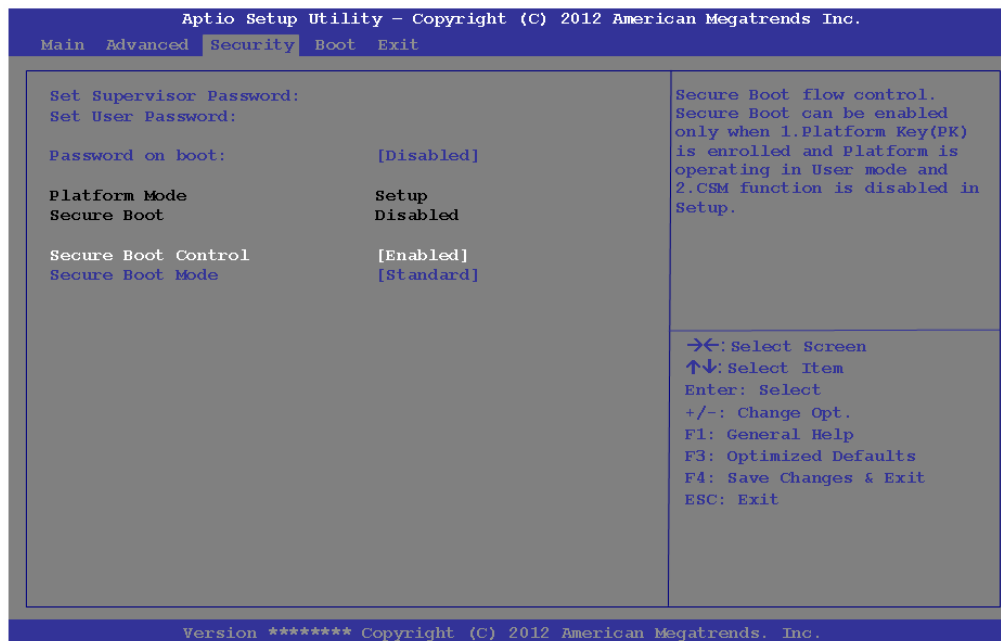 Aptio Setup Utility – Copyright (C) 2012 American Megatrends Inc.
Main Advanced Security Boot Exit
Set Supervisor Password:
Set User Password:
Password on boot: [Disabled]
Platform Mode Setup
Secure Boot Disabled
Secure Boot Control [Enabled]
Secure Boot Mode [Standard]
Secure Boot flow control.
Secure Boot can be enabled
only when 1.Platform Key(PK)
is enrolled and Platform is
operating in User mode and
2.CSM function is disabled in
Setup.
→←: Select Screen
↑↓: Select Item
Enter: Select
+/-: Change Opt.
F1: General Help
F3: Optimized Defaults
F4: Save Changes & Exit
ESC: Exit
Version ******** Copyright (C) 2012 American Megatrends. Inc.